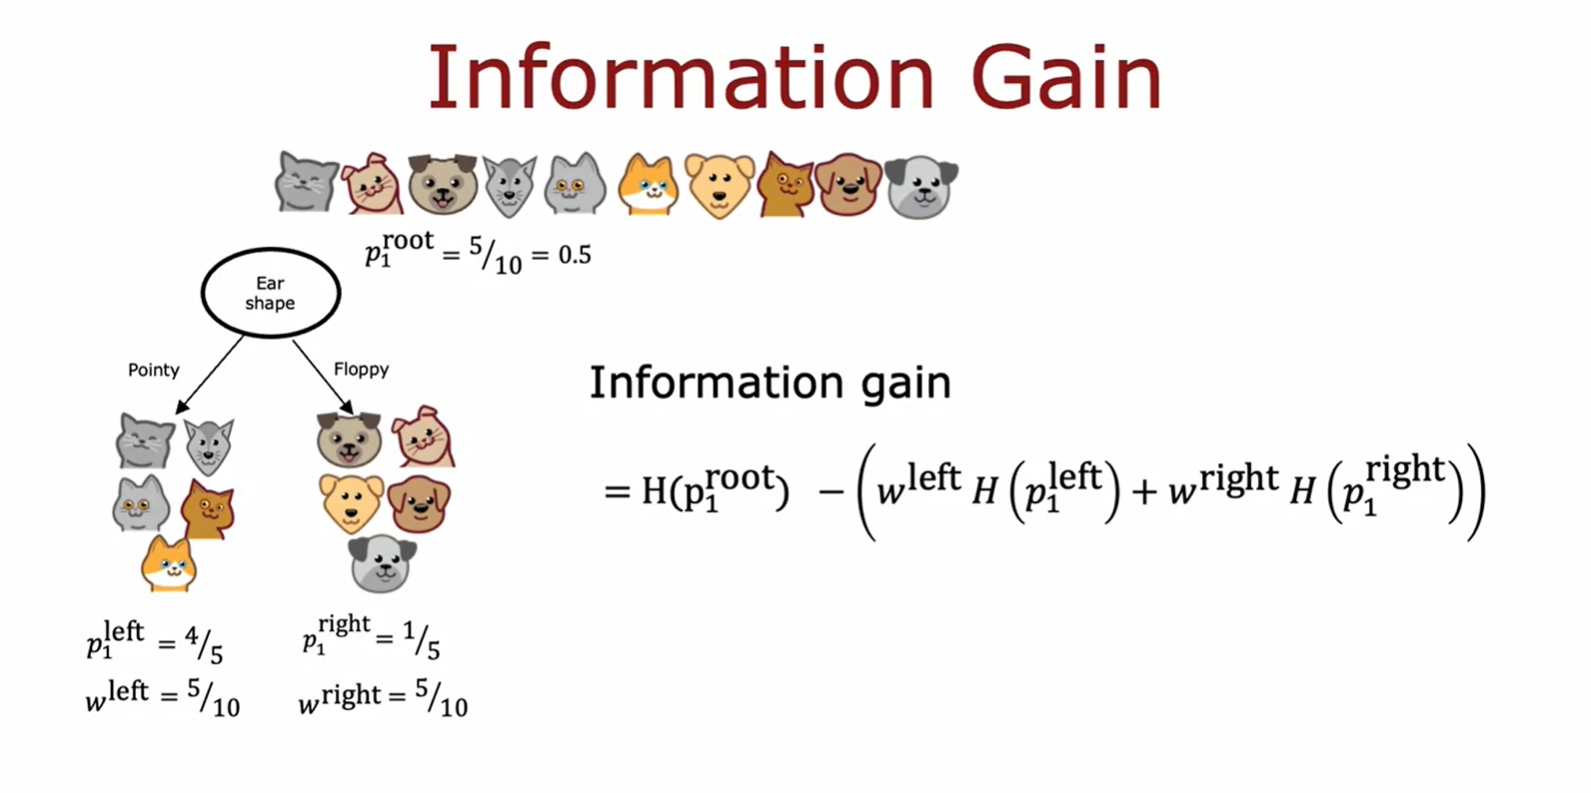 Information Gain
p₁^root = 5/10 = 0.5
Ear
shape
Pointy
Floppy
Information gain
= H(p₁^root) − (w^left H(p₁^left) + w^right H(p₁^right))
p₁^left = 4/5
p₁^right = 1/5
w^left = 5/10
w^right = 5/10